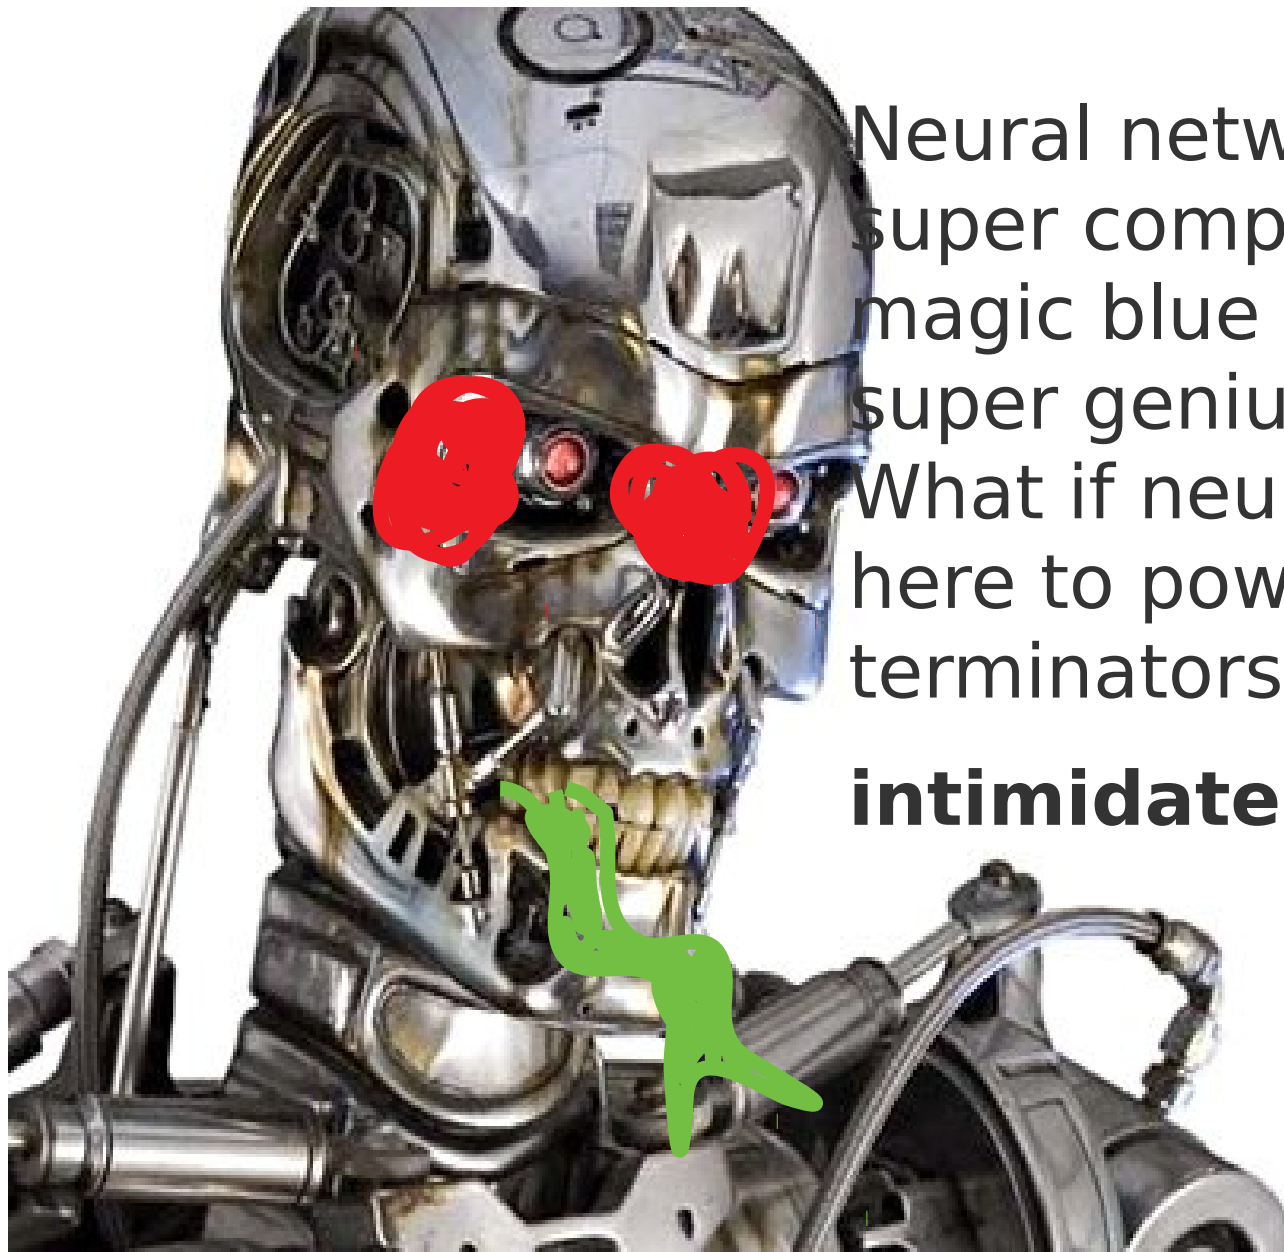 Neural netw
super comp
magic blue
super geniu
What if neu
here to pow
terminators
intimidate